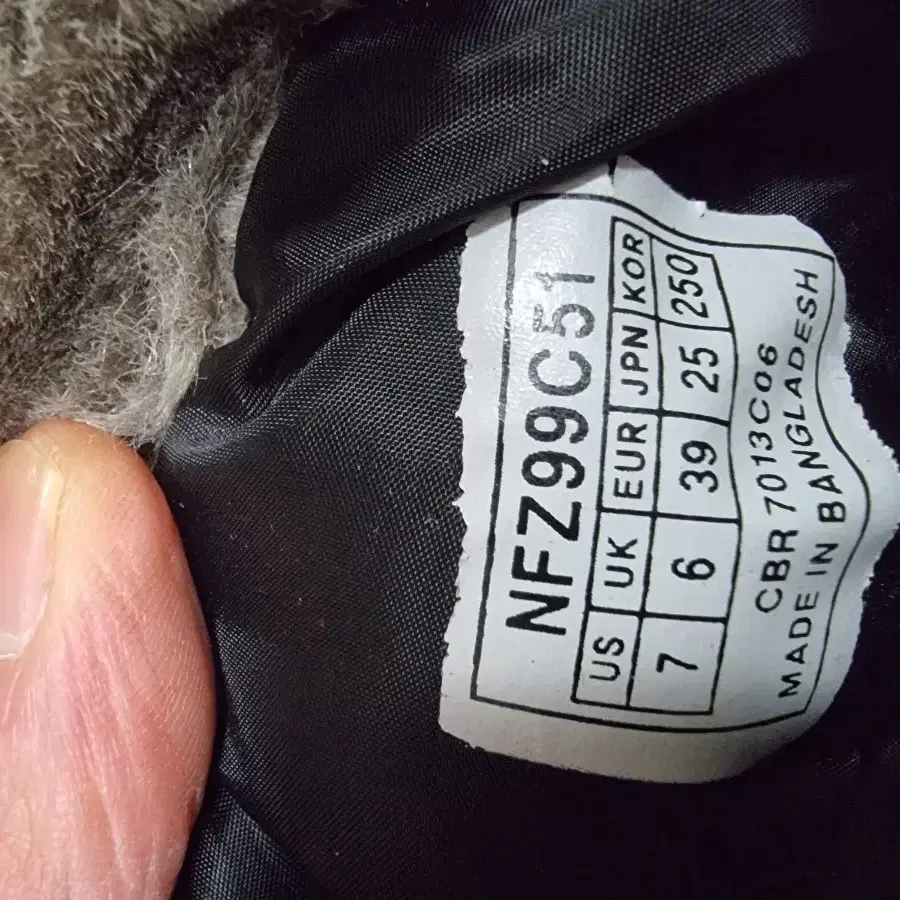 NFZ99C51
US UK EUR JPN KOR
7 6 39 25 250
CBR 7013C06
MADE IN BANGLADESH